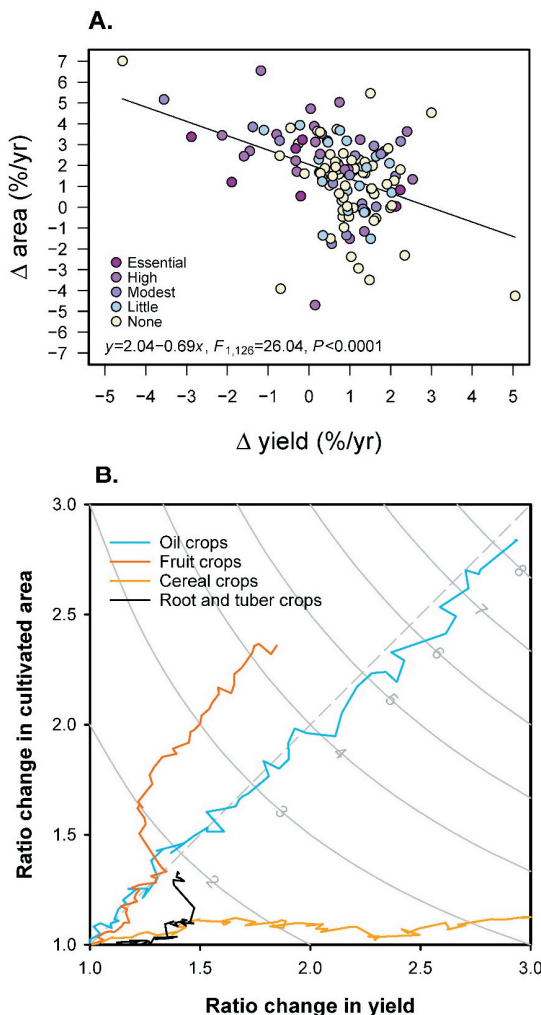 A.
Δ area (%/yr)
7
6
5
4
3
2
1
0
−1
−2
−3
−4
−5
−6
−7
Essential
High
Modest
Little
None
y=2.04−0.69x, F1,126=26.04, P<0.0001
−5 −4 −3 −2 −1 0 1 2 3 4 5
Δ yield (%/yr)
B.
Ratio change in cultivated area
3.0
2.5
2.0
1.5
1.0
Oil crops
Fruit crops
Cereal crops
Root and tuber crops
2
3
4
5
6
7
8
1.0 1.5 2.0 2.5 3.0
Ratio change in yield